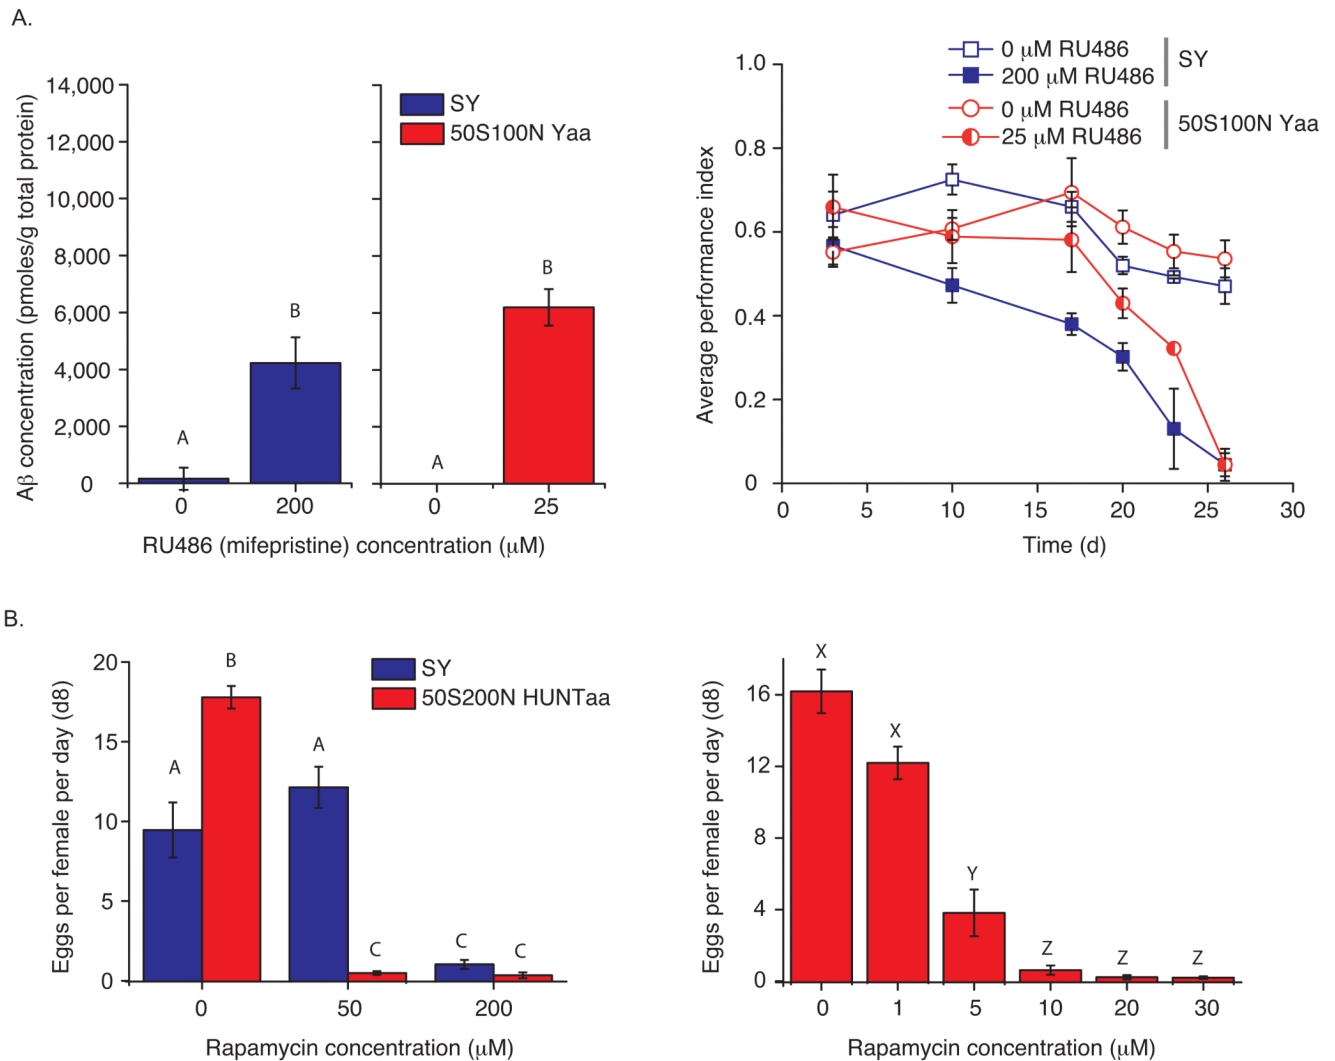 A.
Aβ concentration (pmoles/g total protein)
14,000
12,000
10,000
8,000
6,000
4,000
2,000
0
A
B
0
200
SY
50S100N Yaa
A
B
0
25
RU486 (mifepristine) concentration (μM)
0 μM RU486
200 μM RU486
SY
0 μM RU486
25 μM RU486
50S100N Yaa
Average performance index
1.0
0.8
0.6
0.4
0.2
0
0
5
10
15
20
25
30
Time (d)
B.
Eggs per female per day (d8)
20
15
10
5
0
A
B
A
C
C
C
SY
50S200N HUNTaa
0
50
200
Rapamycin concentration (μM)
Eggs per female per day (d8)
16
12
8
4
0
X
X
Y
Z
Z
Z
0
1
5
10
20
30
Rapamycin concentration (μM)